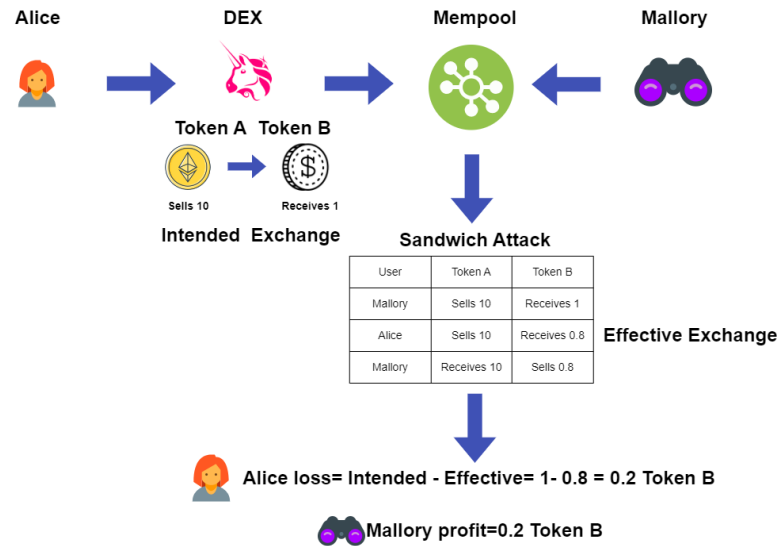 Alice DEX Mempool Mallory
Token A Token B
$
Sells 10 Receives 1
Intended Exchange
Sandwich Attack
User Token A Token B
Mallory Sells 10 Receives 1
Alice Sells 10 Receives 0.8
Effective Exchange
Mallory Receives 10 Sells 0.8
Alice loss= Intended - Effective= 1- 0.8 = 0.2 Token B
Mallory profit=0.2 Token B